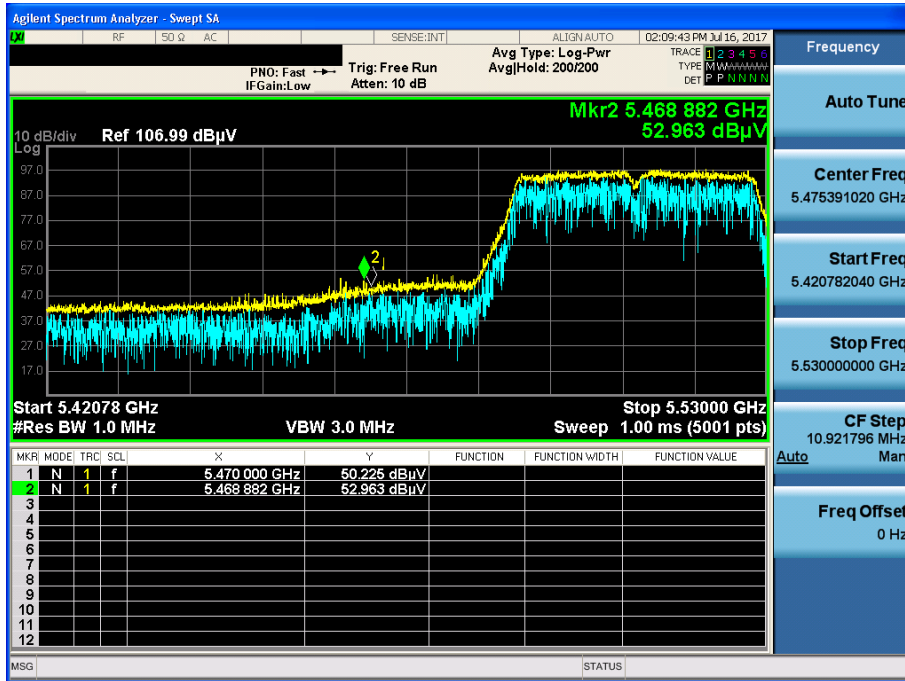 Agilent Spectrum Analyzer - Swept SA
LXI RF 50 Ω AC SENSE:INT ALIGN AUTO 02:09:43 PM Jul 16, 2017
PNO: Fast
IFGain:Low
Trig: Free Run
Atten: 10 dB
Avg Type: Log-Pwr
Avg|Hold: 200/200
TRACE 1 2 3 4 5 6
TYPE M W
DET P P N N N N
Mkr2 5.468 882 GHz
52.963 dBµV
10 dB/div Ref 106.99 dBµV
Log
97.0
87.0
77.0
67.0
57.0
47.0
37.0
27.0
17.0
2
Start 5.42078 GHz Stop 5.53000 GHz
#Res BW 1.0 MHz VBW 3.0 MHz Sweep 1.00 ms (5001 pts)
MKR MODE TRC SCL X Y FUNCTION FUNCTION WIDTH FUNCTION VALUE
1 N 1 f 5.470 000 GHz 50.225 dBµV
2 N 1 f 5.468 882 GHz 52.963 dBµV
3
4
5
6
7
8
9
10
11
12
MSG STATUS
Frequency
Auto Tune
Center Freq
5.475391020 GHz
Start Freq
5.420782040 GHz
Stop Freq
5.530000000 GHz
CF Step
10.921796 MHz
Auto Man
Freq Offset
0 Hz